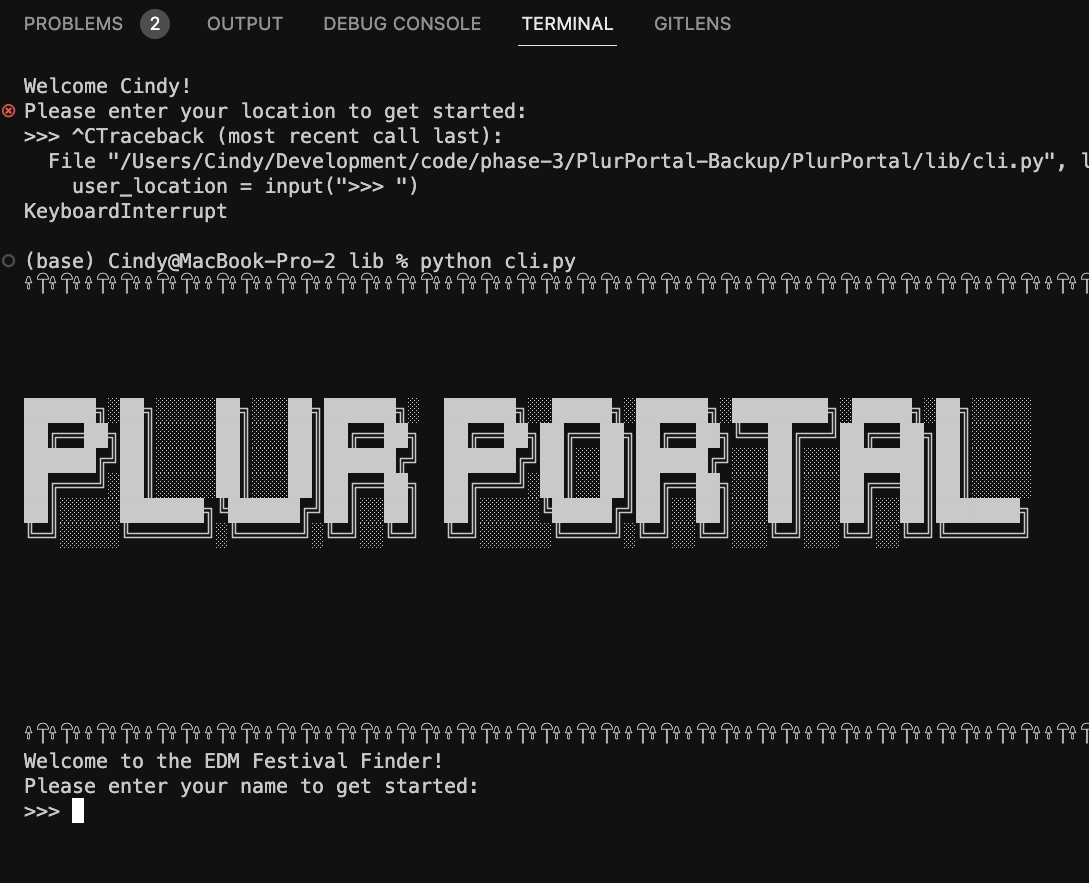 PROBLEMS 2 OUTPUT DEBUG CONSOLE TERMINAL GITLENS
Welcome Cindy!
Please enter your location to get started:
>>> ^CTraceback (most recent call last):
File "/Users/Cindy/Development/code/phase-3/PlurPortal-Backup/PlurPortal/lib/cli.py", l
user_location = input(">>> ")
KeyboardInterrupt
(base) Cindy@MacBook-Pro-2 lib % python cli.py
PLUR PORTAL
Welcome to the EDM Festival Finder!
Please enter your name to get started:
>>>